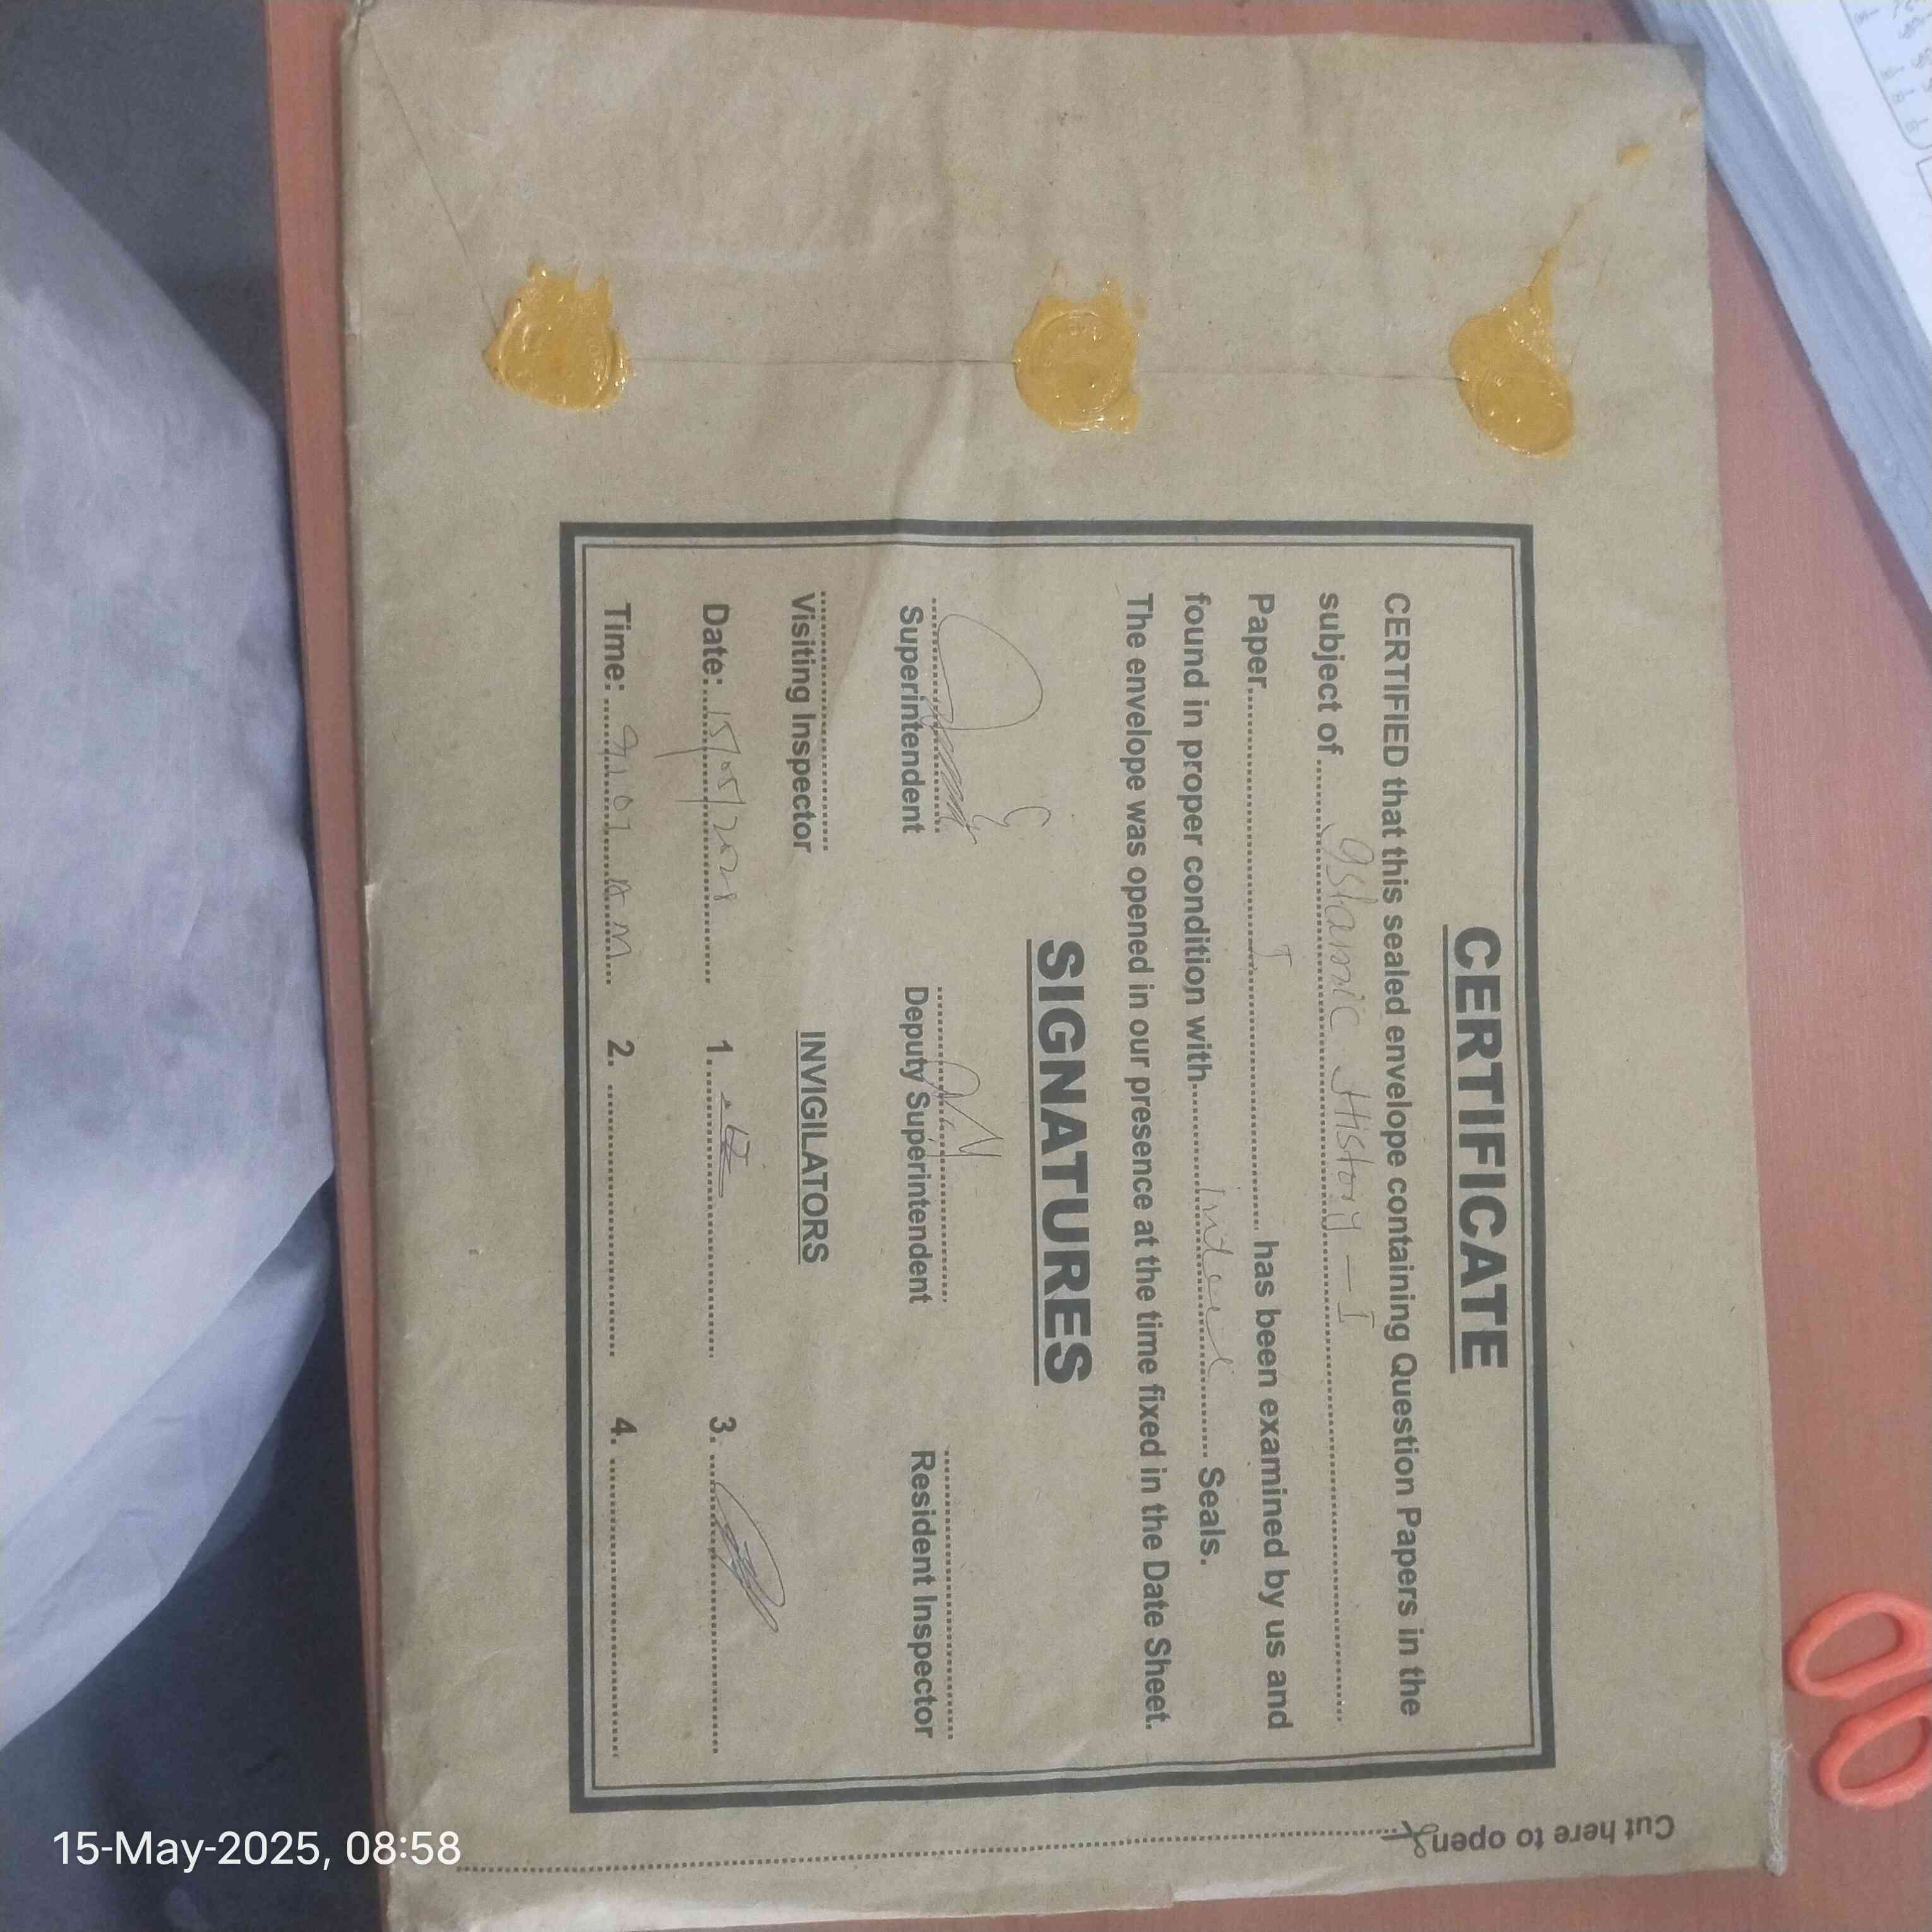 CERTIFICATE
CERTIFIED that this sealed envelope containing Question Papers in the
subject of ........ Islamic History - I ........
Paper........ I ........ has been examined by us and
found in proper condition with........ Intact ........ Seals.
The envelope was opened in our presence at the time fixed in the Date Sheet.
SIGNATURES
Superintendent Deputy Superintendent Resident Inspector
Visiting Inspector INVIGILATORS
Date: 15/05/2025 1. 3.
Time: 9:01 A.M 2. 4.
Cut here to open
15-May-2025, 08:58